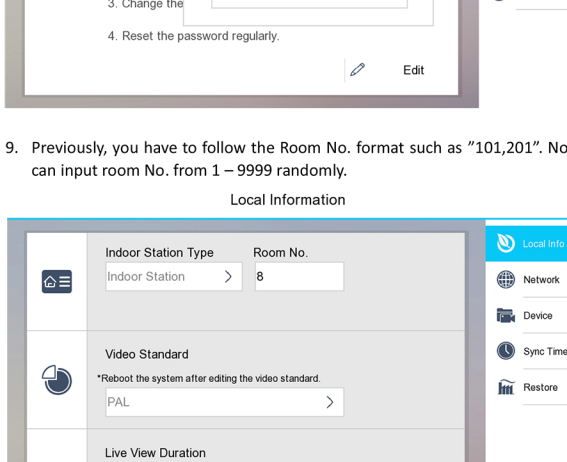 3. Change the
4. Reset the password regularly.
Edit
9. Previously, you have to follow the Room No. format such as ”101,201”. No
can input room No. from 1 – 9999 randomly.
Local Information
Local Info
Indoor Station Type Room No.
Indoor Station 8
Network
Device
Sync Time
Video Standard
*Reboot the system after editing the video standard.
Restore
PAL
Live View Duration